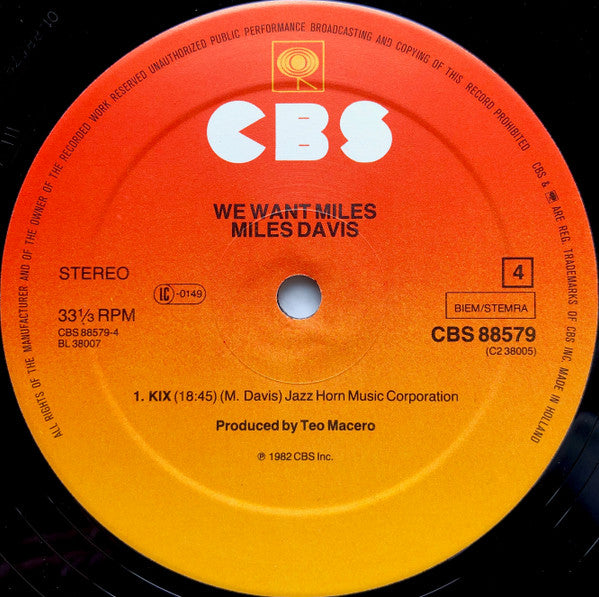 ALL RIGHTS OF THE MANUFACTURER AND OF THE OWNER OF THE RECORDED WORK RESERVED UNAUTHORIZED PUBLIC PERFORMANCE BROADCASTING AND COPYING OF THIS RECORD PROHIBITED
CBS & ARE REG. TRADEMARKS OF CBS INC. MADE IN HOLLAND
CBS
WE WANT MILES
MILES DAVIS
STEREO
LC -0149
4
33⅓ RPM
BIEM/STEMRA
CBS 88579-4
CBS 88579
BL 38007
(C2 38005)
1. KIX (18:45) (M. Davis) Jazz Horn Music Corporation
Produced by Teo Macero
℗ 1982 CBS Inc.